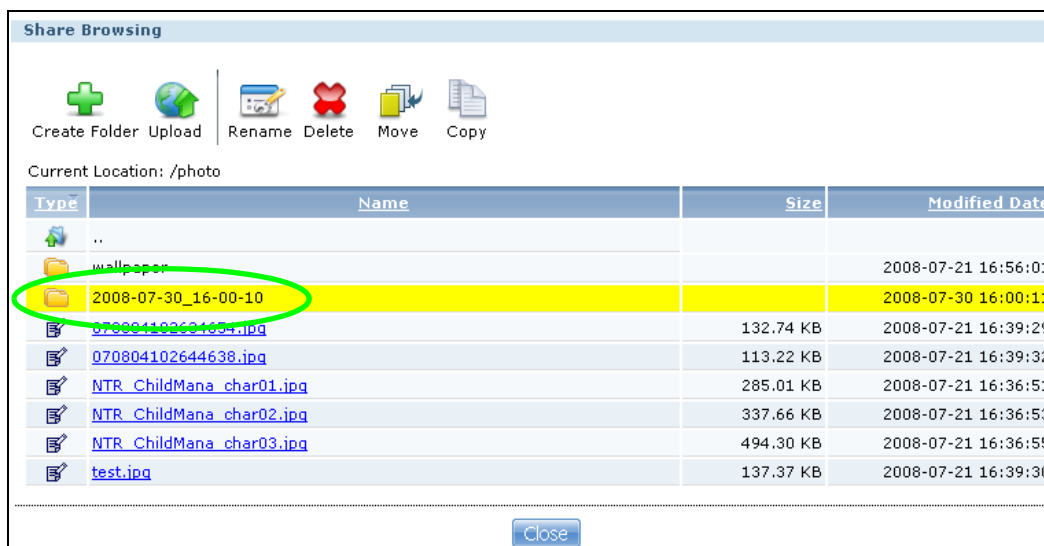 Share Browsing
Create Folder Upload Rename Delete Move Copy
Current Location: /photo
Type Name Size Modified Date
..
wallpaper 2008-07-21 16:56:01
2008-07-30_16-00-10 2008-07-30 16:00:11
070804102634654.jpg 132.74 KB 2008-07-21 16:39:29
070804102644638.jpg 113.22 KB 2008-07-21 16:39:32
NTR_ChildMana_char01.jpg 285.01 KB 2008-07-21 16:36:51
NTR_ChildMana_char02.jpg 337.66 KB 2008-07-21 16:36:53
NTR_ChildMana_char03.jpg 494.30 KB 2008-07-21 16:36:55
test.jpg 137.37 KB 2008-07-21 16:39:30
Close